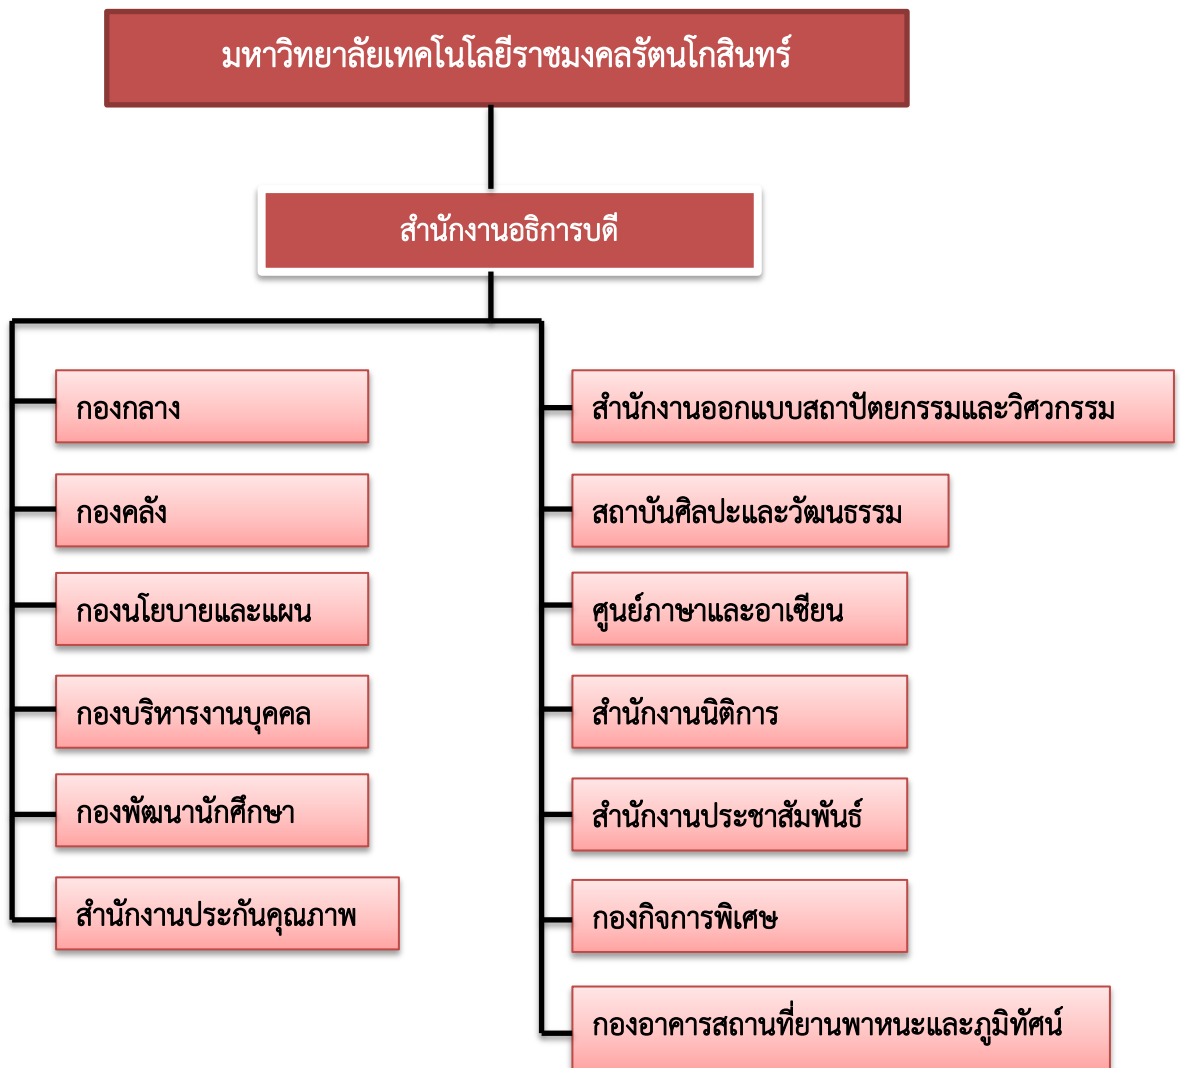 มหาวิทยาลัยเทคโนโลยีราชมงคลรัตนโกสินทร์
สำนักงานอธิการบดี
กองกลาง
กองคลัง
กองนโยบายและแผน
กองบริหารงานบุคคล
กองพัฒนานักศึกษา
สำนักงานประกันคุณภาพ
สำนักงานออกแบบสถาปัตยกรรมและวิศวกรรม
สถาบันศิลปะและวัฒนธรรม
ศูนย์ภาษาและอาเซียน
สำนักงานนิติการ
สำนักงานประชาสัมพันธ์
กองกิจการพิเศษ
กองอาคารสถานที่ยานพาหนะและภูมิทัศน์